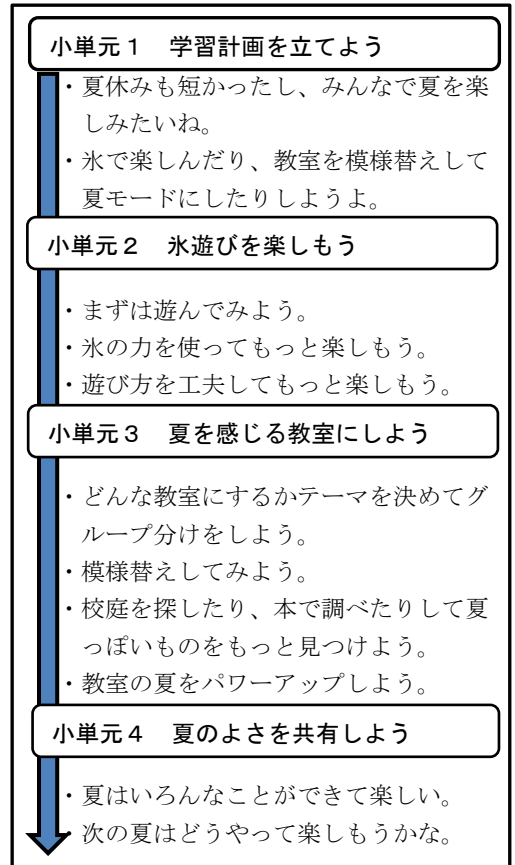 小単元１　学習計画を立てよう
・夏休みも短かったし、みんなで夏を楽
しみたいね。
・氷で楽しんだり、教室を模様替えして
夏モードにしたりしようよ。
小単元２　氷遊びを楽しもう
・まずは遊んでみよう。
・氷の力を使ってもっと楽しもう。
・遊び方を工夫してもっと楽しもう。
小単元３　夏を感じる教室にしよう
・どんな教室にするかテーマを決めてグ
ループ分けをしよう。
・模様替えしてみよう。
・校庭を探したり、本で調べたりして夏
っぽいものをもっと見つけよう。
・教室の夏をパワーアップしよう。
小単元４　夏のよさを共有しよう
・夏はいろんなことができて楽しい。
・次の夏はどうやって楽しもうかな。